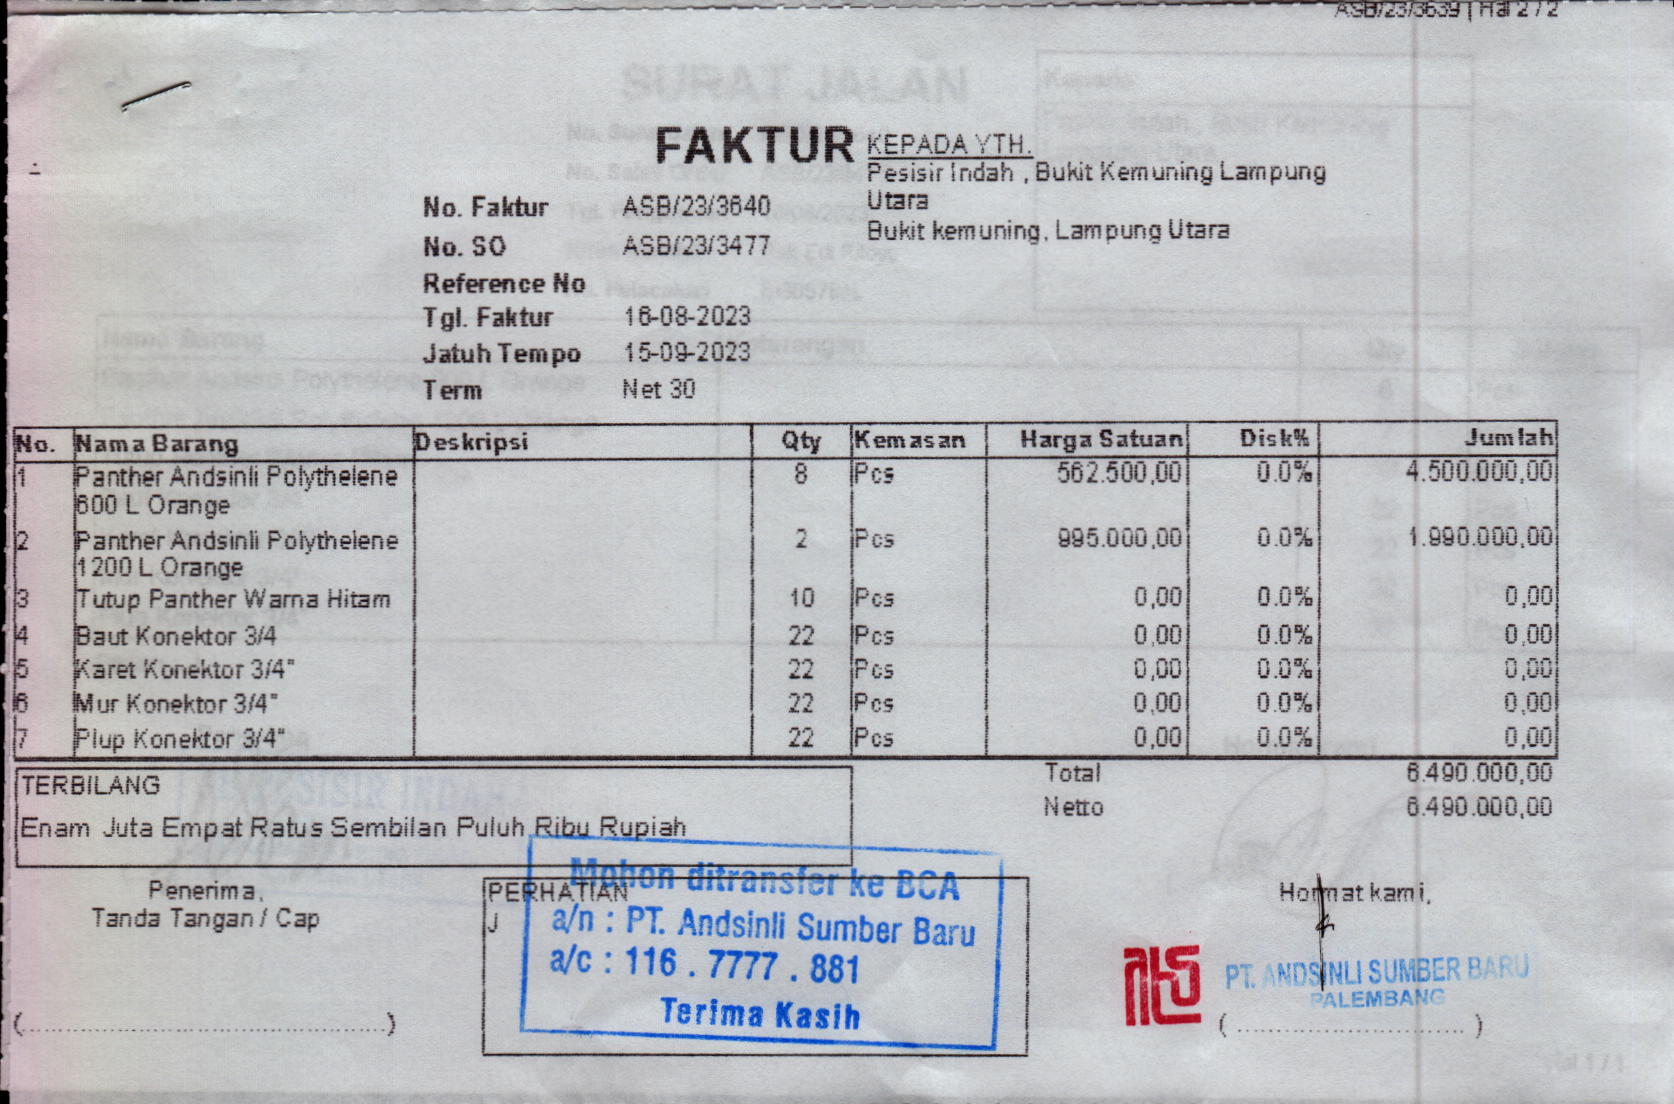 ASB/23/3639 | Hal 2 / 2
FAKTUR
KEPADA YTH.
Pesisir Indah , Bukit Kemuning Lampung
Utara
Bukit kemuning, Lampung Utara
No. Faktur ASB/23/3640
No. SO ASB/23/3477
Reference No
Tgl. Faktur 16-08-2023
Jatuh Tempo 15-09-2023
Term Net 30
No. Nama Barang Deskripsi Qty Kemasan Harga Satuan Disk% Jumlah
1 Panther Andsinli Polythelene 8 Pcs 562.500,00 0.0% 4.500.000,00
600 L Orange
2 Panther Andsinli Polythelene 2 Pcs 995.000,00 0.0% 1.990.000,00
1200 L Orange
3 Tutup Panther Warna Hitam 10 Pcs 0,00 0.0% 0,00
4 Baut Konektor 3/4 22 Pcs 0,00 0.0% 0,00
5 Karet Konektor 3/4" 22 Pcs 0,00 0.0% 0,00
6 Mur Konektor 3/4" 22 Pcs 0,00 0.0% 0,00
7 Plup Konektor 3/4" 22 Pcs 0,00 0.0% 0,00
Total 6.490.000,00
Netto 6.490.000,00
TERBILANG
Enam Juta Empat Ratus Sembilan Puluh Ribu Rupiah
Penerima,
Tanda Tangan / Cap
(................................................)
PERHATIAN
J
Mohon ditransfer ke BCA
a/n : PT. Andsinli Sumber Baru
a/c : 116 . 7777 . 881
Terima Kasih
Hormat kami,
PT. ANDSINLI SUMBER BARU
PALEMBANG
( ............................... )